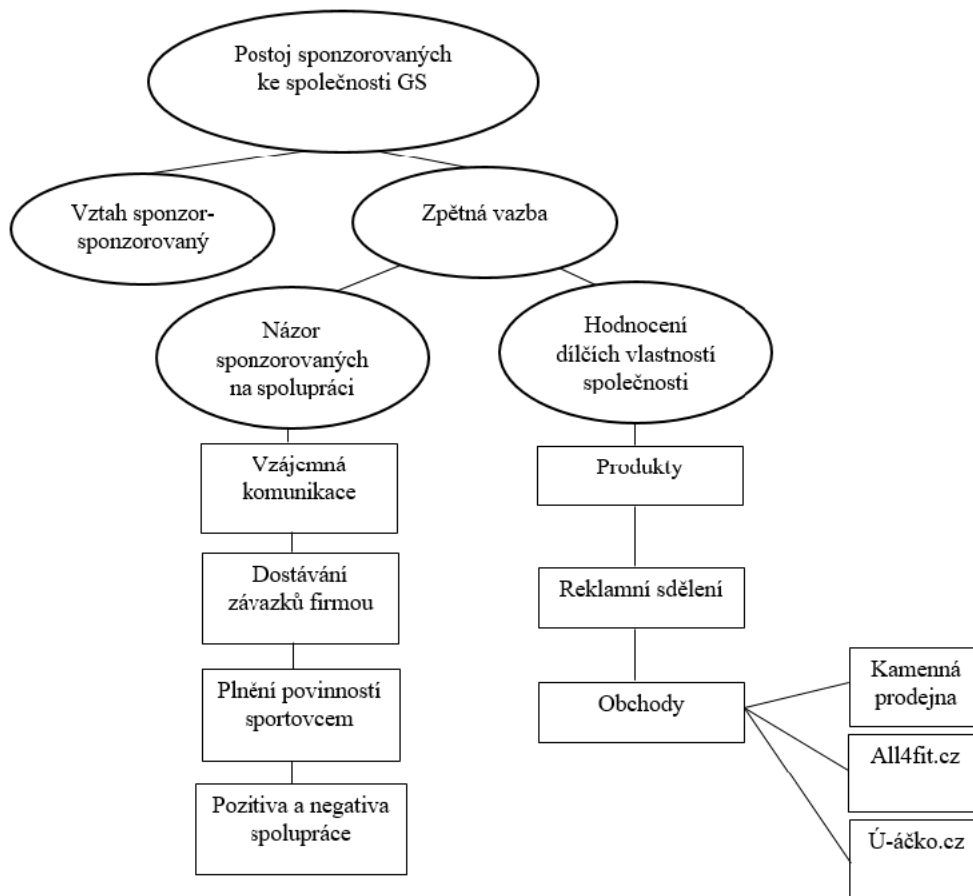 Postoj sponzorovaných
ke společnosti GS
Vztah sponzor-
sponzorovaný
Zpětná vazba
Názor
sponzorovaných
na spolupráci
Hodnocení
dílčích vlastností
společnosti
Vzájemná
komunikace
Produkty
Dostávání
závazků firmou
Reklamní sdělení
Plnění povinností
sportovcem
Obchody
Kamenná
prodejna
All4fit.cz
Pozitiva a negativa
spolupráce
Ú-áčko.cz